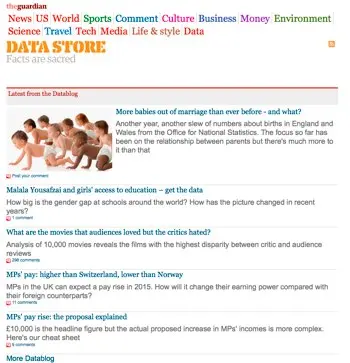 theguardian
News US World Sports Comment Culture Business Money Environment
Science Travel Tech Media Life & style Data
DATA STORE
Facts are sacred
Latest from the Datablog
More babies out of marriage than ever before - and what?
Another year, another slew of numbers about births in England and
Wales from the Office for National Statistics. The focus so far has
been on the relationship between parents but there's much more to
it than that
Post your comment
Malala Yousafzai and girls' access to education – get the data
How big is the gender gap at schools around the world? How has the picture changed in recent
years?
1 comment
What are the movies that audiences loved but the critics hated?
Analysis of 10,000 movies reveals the films with the highest disparity between critic and audience
reviews
296 comments
MPs' pay: higher than Switzerland, lower than Norway
MPs in the UK can expect a pay rise in 2015. How will it change their earning power compared with
their foreign counterparts?
11 comments
MPs' pay rise: the proposal explained
£10,000 is the headline figure but the actual proposed increase in MPs' incomes is more complex.
Here's our cheat sheet
6 comments
More Datablog